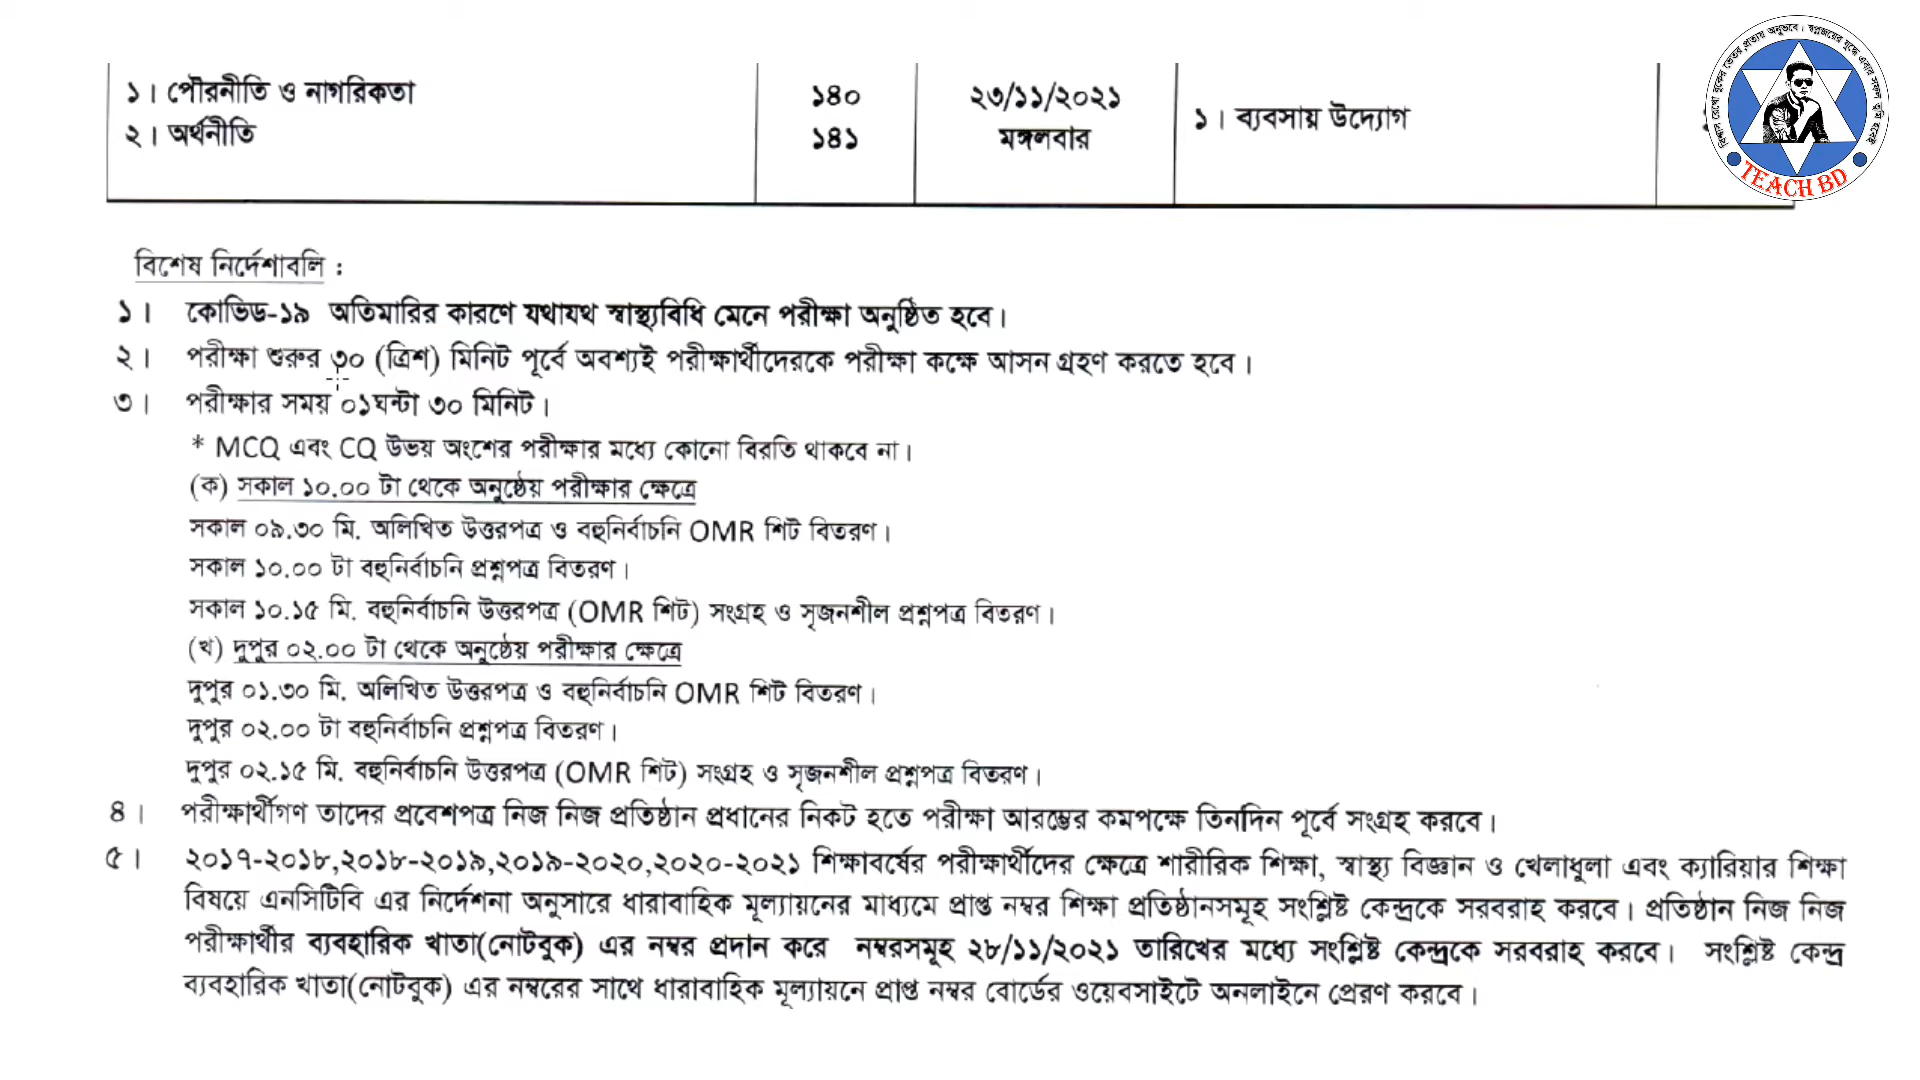 ১। পৌরনীতি ও নাগরিকতা
২। অর্থনীতি
১৪০
১৪১
২৩/১১/২০২১
মঙ্গলবার
১। ব্যবসায় উদ্যোগ
TEACH BD
বিশেষ নির্দেশাবলি :
১। কোভিড-১৯ অতিমারির কারণে যথাযথ স্বাস্থ্যবিধি মেনে পরীক্ষা অনুষ্ঠিত হবে।
২। পরীক্ষা শুরুর ৩০ (ত্রিশ) মিনিট পূর্বে অবশ্যই পরীক্ষার্থীদেরকে পরীক্ষা কক্ষে আসন গ্রহণ করতে হবে।
৩। পরীক্ষার সময় ০১ঘন্টা ৩০ মিনিট।
* MCQ এবং CQ উভয় অংশের পরীক্ষার মধ্যে কোনো বিরতি থাকবে না।
(ক) সকাল ১০.০০ টা থেকে অনুষ্ঠেয় পরীক্ষার ক্ষেত্রে
সকাল ০৯.৩০ মি. অলিখিত উত্তরপত্র ও বহুনির্বাচনি OMR শিট বিতরণ।
সকাল ১০.০০ টা বহুনির্বাচনি প্রশ্নপত্র বিতরণ।
সকাল ১০.১৫ মি. বহুনির্বাচনি উত্তরপত্র (OMR শিট) সংগ্রহ ও সৃজনশীল প্রশ্নপত্র বিতরণ।
(খ) দুপুর ০২.০০ টা থেকে অনুষ্ঠেয় পরীক্ষার ক্ষেত্রে
দুপুর ০১.৩০ মি. অলিখিত উত্তরপত্র ও বহুনির্বাচনি OMR শিট বিতরণ।
দুপুর ০২.০০ টা বহুনির্বাচনি প্রশ্নপত্র বিতরণ।
দুপুর ০২.১৫ মি. বহুনির্বাচনি উত্তরপত্র (OMR শিট) সংগ্রহ ও সৃজনশীল প্রশ্নপত্র বিতরণ।
৪। পরীক্ষার্থীগণ তাদের প্রবেশপত্র নিজ নিজ প্রতিষ্ঠান প্রধানের নিকট হতে পরীক্ষা আরম্ভের কমপক্ষে তিনদিন পূর্বে সংগ্রহ করবে।
৫। ২০১৭-২০১৮,২০১৮-২০১৯,২০১৯-২০২০,২০২০-২০২১ শিক্ষাবর্ষের পরীক্ষার্থীদের ক্ষেত্রে শারীরিক শিক্ষা, স্বাস্থ্য বিজ্ঞান ও খেলাধুলা এবং ক্যারিয়ার শিক্ষা
বিষয়ে এনসিটিবি এর নির্দেশনা অনুসারে ধারাবাহিক মূল্যায়নের মাধ্যমে প্রাপ্ত নম্বর শিক্ষা প্রতিষ্ঠানসমূহ সংশ্লিষ্ট কেন্দ্রকে সরবরাহ করবে। প্রতিষ্ঠান নিজ নিজ
পরীক্ষার্থীর ব্যবহারিক খাতা(নোটবুক) এর নম্বর প্রদান করে নম্বরসমূহ ২৮/১১/২০২১ তারিখের মধ্যে সংশ্লিষ্ট কেন্দ্রকে সরবরাহ করবে। সংশ্লিষ্ট কেন্দ্র
ব্যবহারিক খাতা(নোটবুক) এর নম্বরের সাথে ধারাবাহিক মূল্যায়নে প্রাপ্ত নম্বর বোর্ডের ওয়েবসাইটে অনলাইনে প্রেরণ করবে।